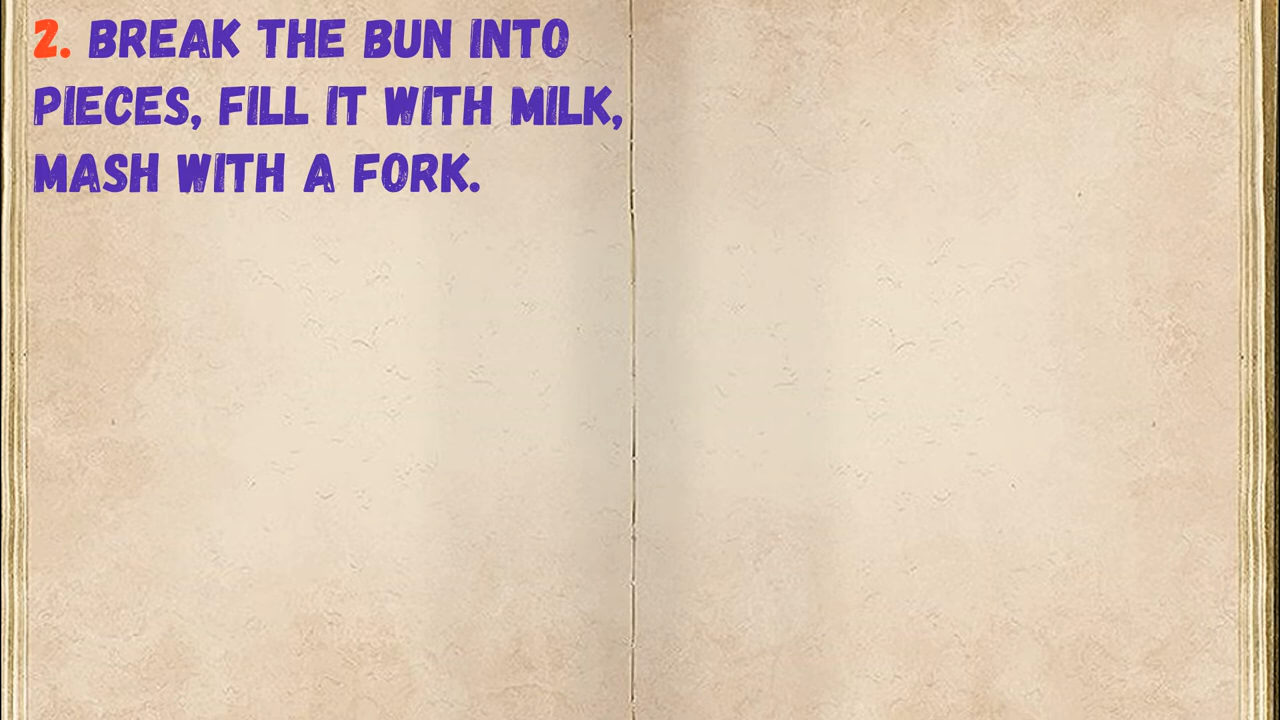 2. BREAK THE BUN INTO
PIECES, FILL IT WITH MILK,
MASH WITH A FORK.